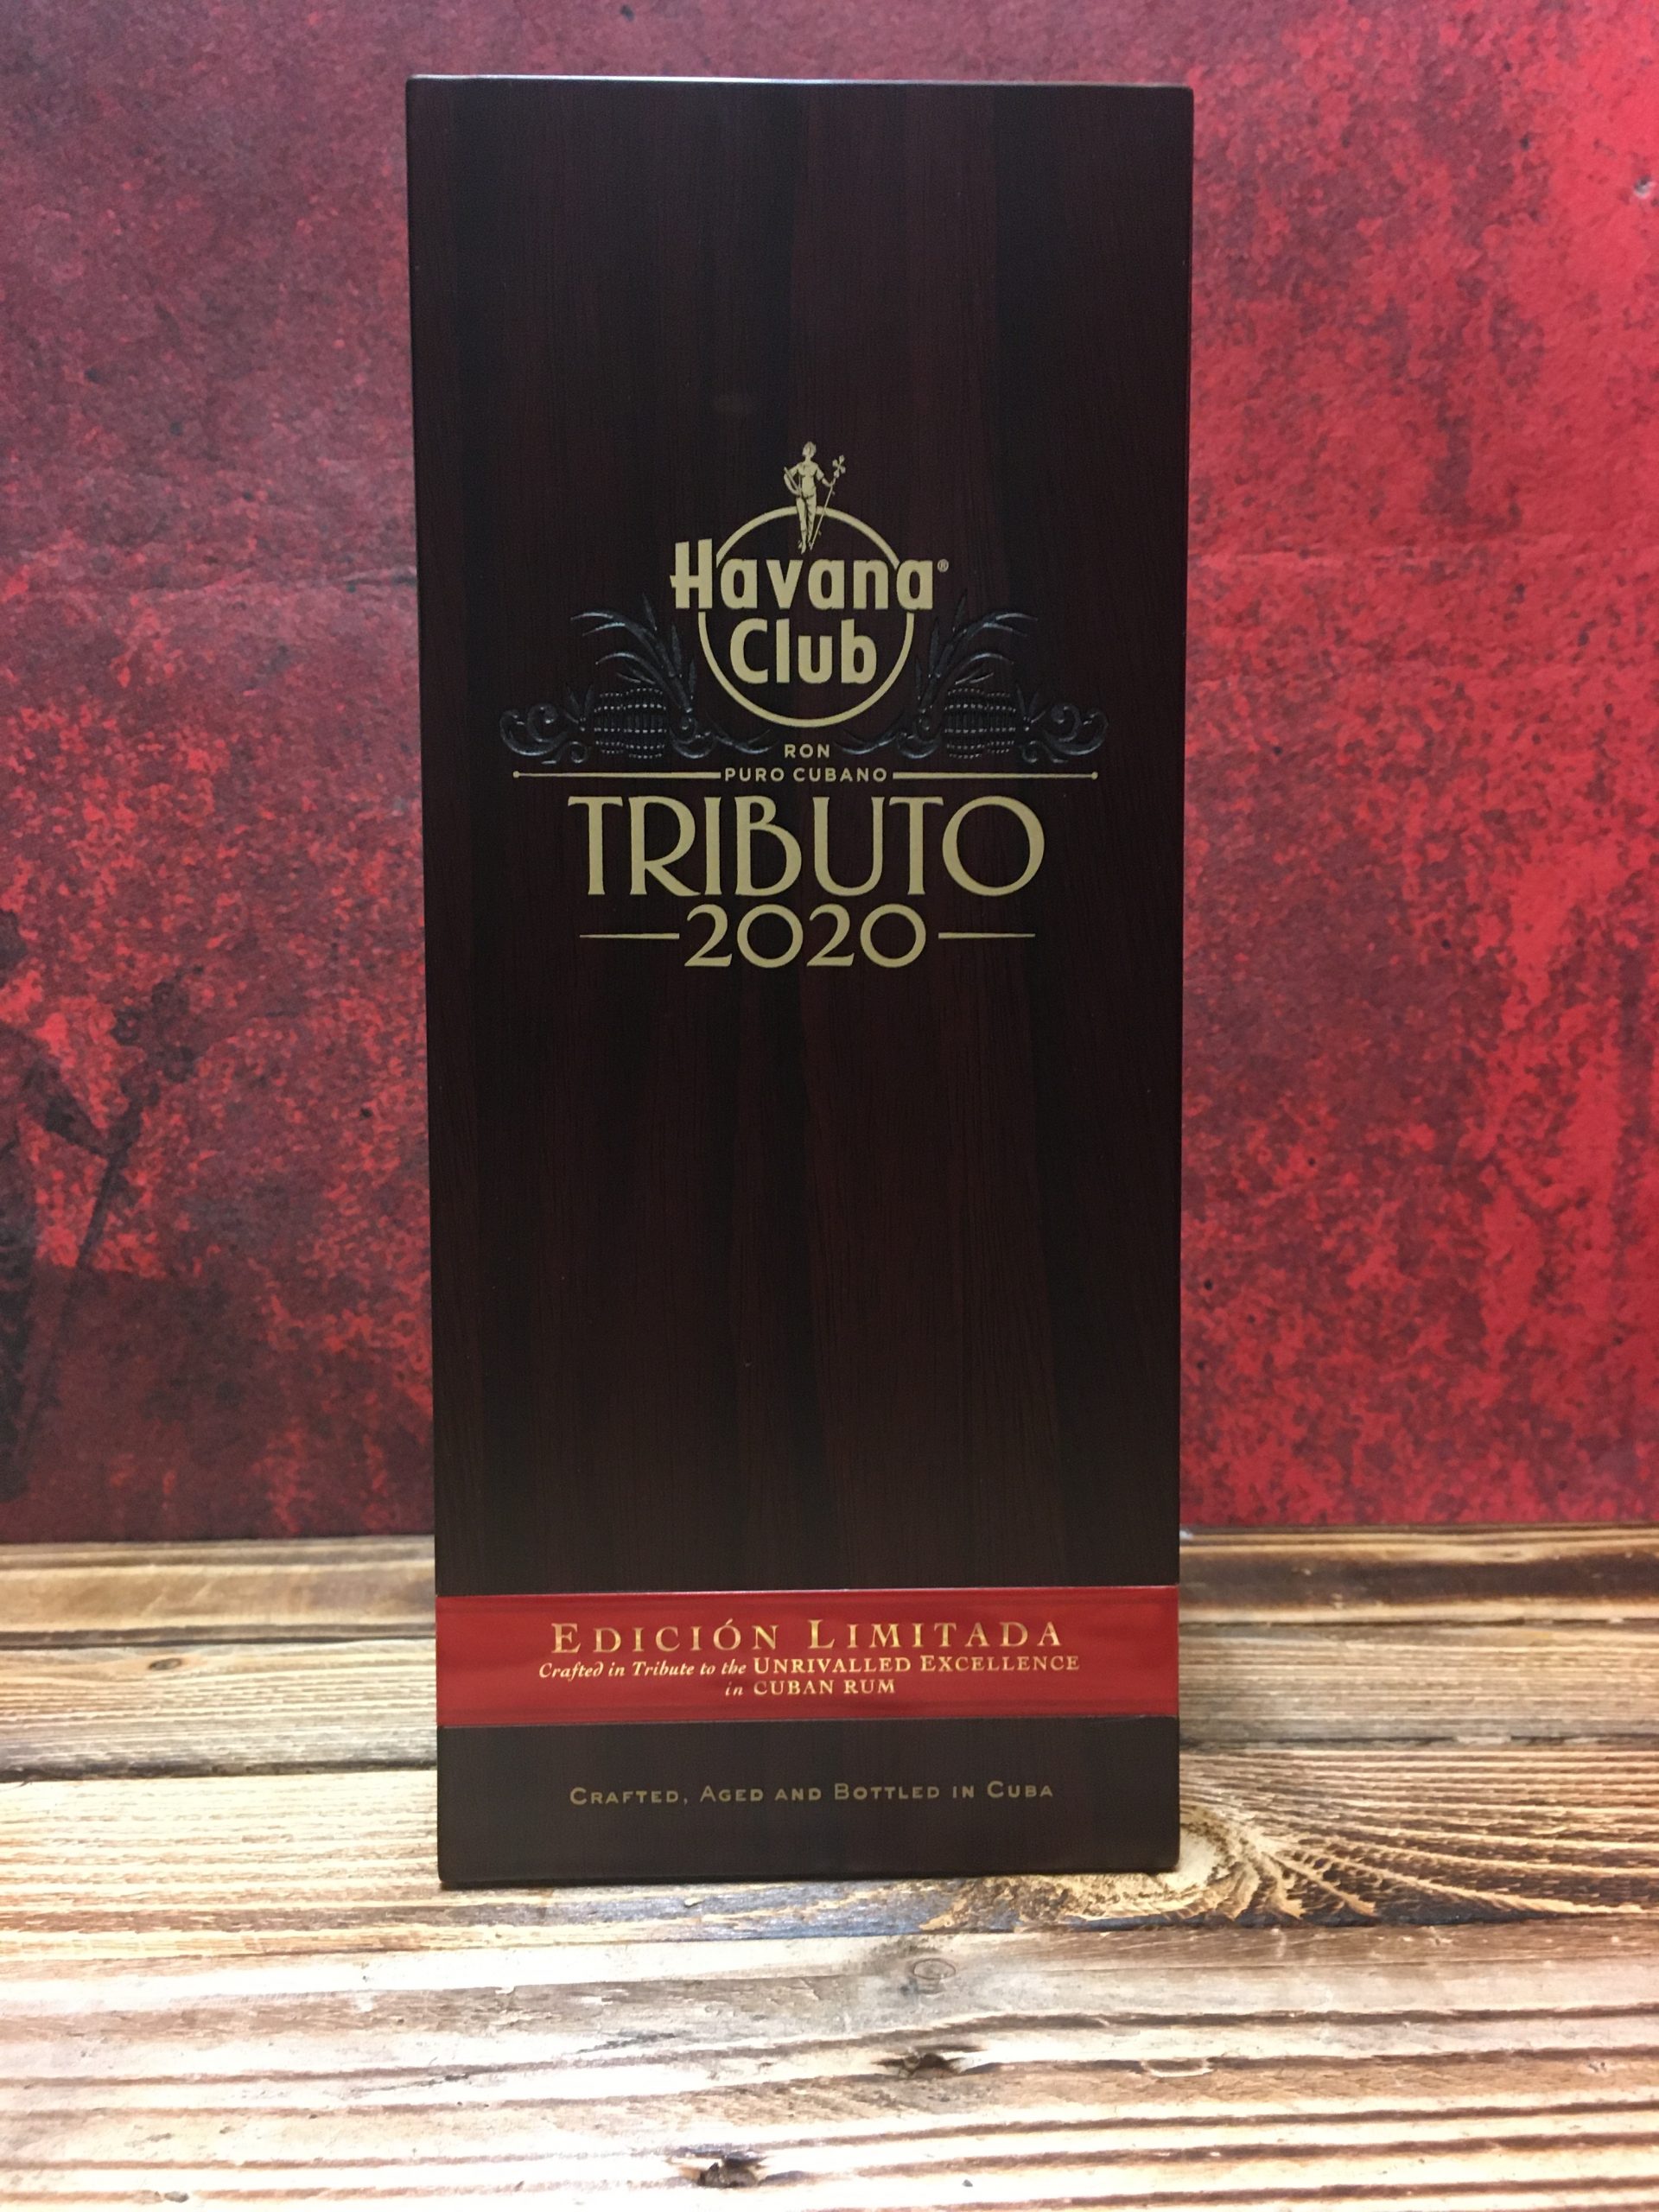 Havana®
Club
RON
PURO CUBANO
TRIBUTO
2020
EDICIÓN LIMITADA
Crafted in Tribute to the UNRIVALLED EXCELLENCE
in CUBAN RUM
CRAFTED, AGED AND BOTTLED IN CUBA